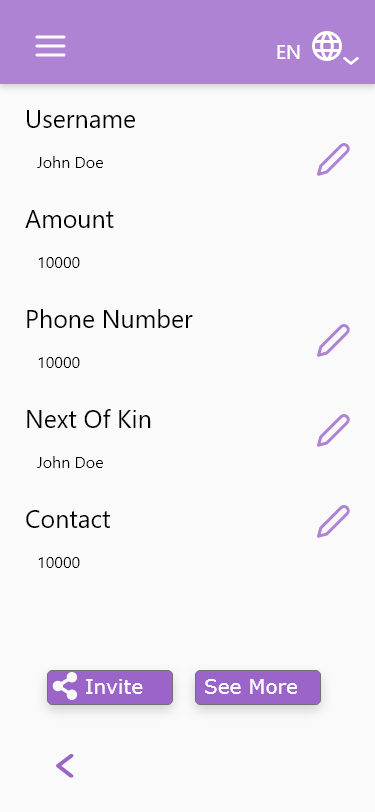 EN
Username
John Doe
Amount
10000
Phone Number
10000
Next Of Kin
John Doe
Contact
10000
Invite
See More